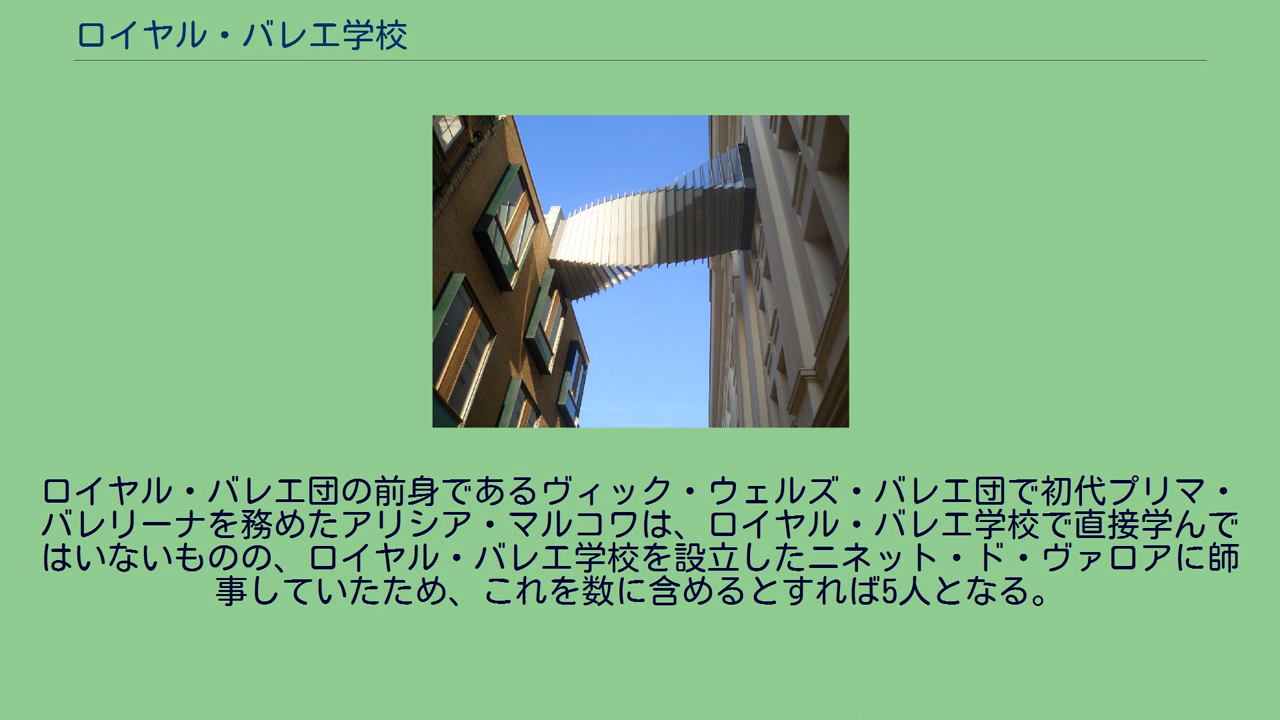 ロイヤル・バレエ学校
ロイヤル・バレエ団の前身であるヴィック・ウェルズ・バレエ団で初代プリマ・
バレリーナを務めたアリシア・マルコワは、ロイヤル・バレエ学校で直接学んで
はいないものの、ロイヤル・バレエ学校を設立したニネット・ド・ヴァロアに師
事していたため、これを数に含めるとすれば5人となる。